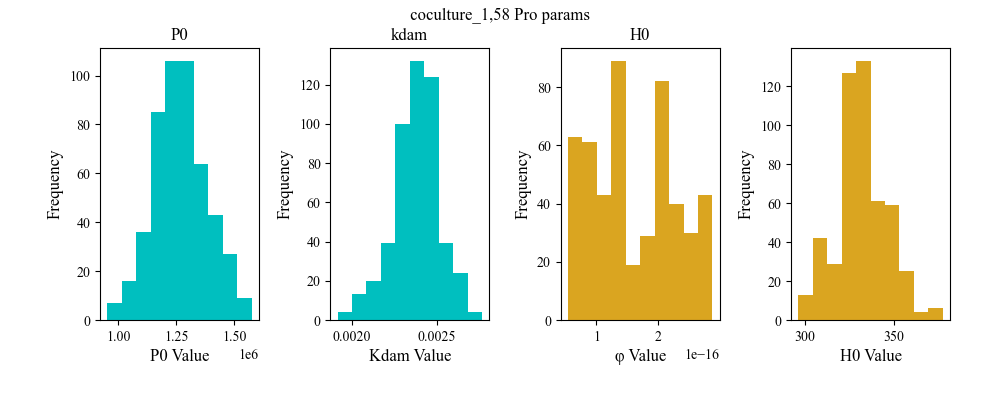 coculture_1,58 Pro params
P0
kdam
H0
Frequency
100
80
60
40
20
0
1.00
1.25
1.50
1e6
P0 Value
Frequency
120
100
80
60
40
20
0
0.0020
0.0025
Kdam Value
Frequency
80
60
40
20
0
1
2
1e−16
φ Value
Frequency
120
100
80
60
40
20
0
300
350
H0 Value